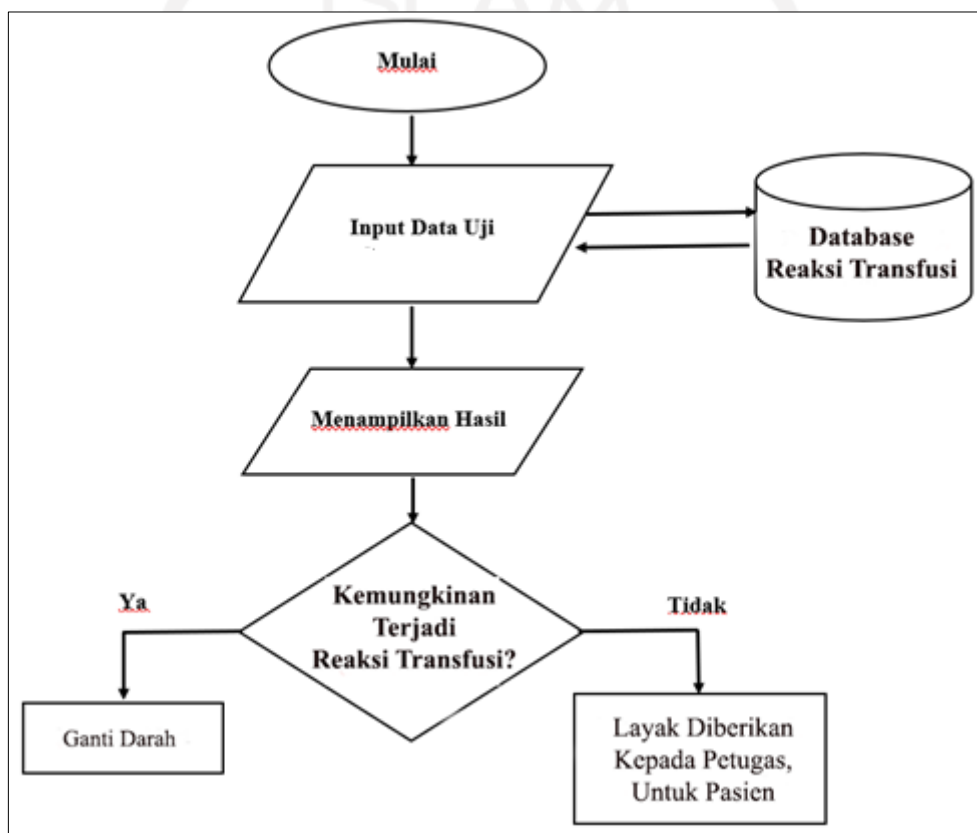 ISLAM
Mulai
Input Data Uji
Database
Reaksi Transfusi
Menampilkan Hasil
Kemungkinan
Terjadi
Reaksi Transfusi?
Ya
Tidak
Ganti Darah
Layak Diberikan
Kepada Petugas,
Untuk Pasien